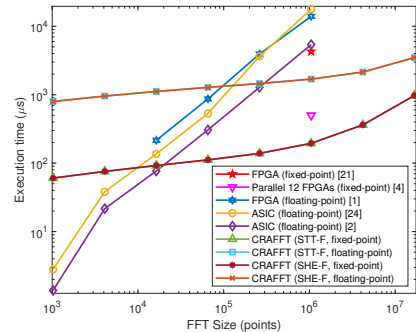 10^4
10^3
10^2
10^1
Execution time (μs)
FPGA (fixed-point) [21]
Parallel 12 FPGAs (fixed-point) [4]
FPGA (floating-point) [1]
ASIC (floating-point) [24]
ASIC (floating-point) [2]
CRAFFT (STT-F, fixed-point)
CRAFFT (STT-F, floating-point)
CRAFFT (SHE-F, fixed-point)
CRAFFT (SHE-F, floating-point)
10^3 10^4 10^5 10^6 10^7
FFT Size (points)